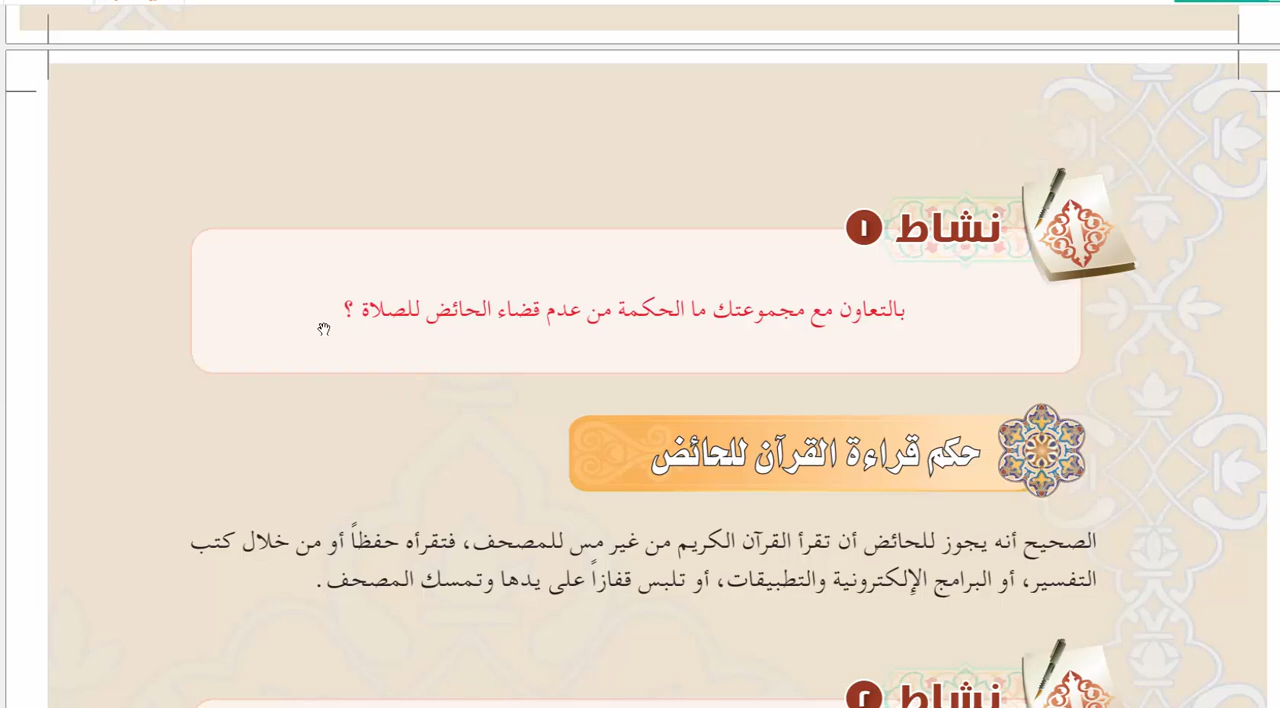 نشاط ١
بالتعاون مع مجموعتك ما الحكمة من عدم قضاء الحائض للصلاة ؟
حكم قراءة القرآن للحائض
الصحيح أنه يجوز للحائض أن تقرأ القرآن الكريم من غير مس للمصحف، فتقرأه حفظاً أو من خلال كتب
التفسير، أو البرامج الإِلكترونية والتطبيقات، أو تلبس قفازاً على يدها وتمسك المصحف .
نشاط ٢